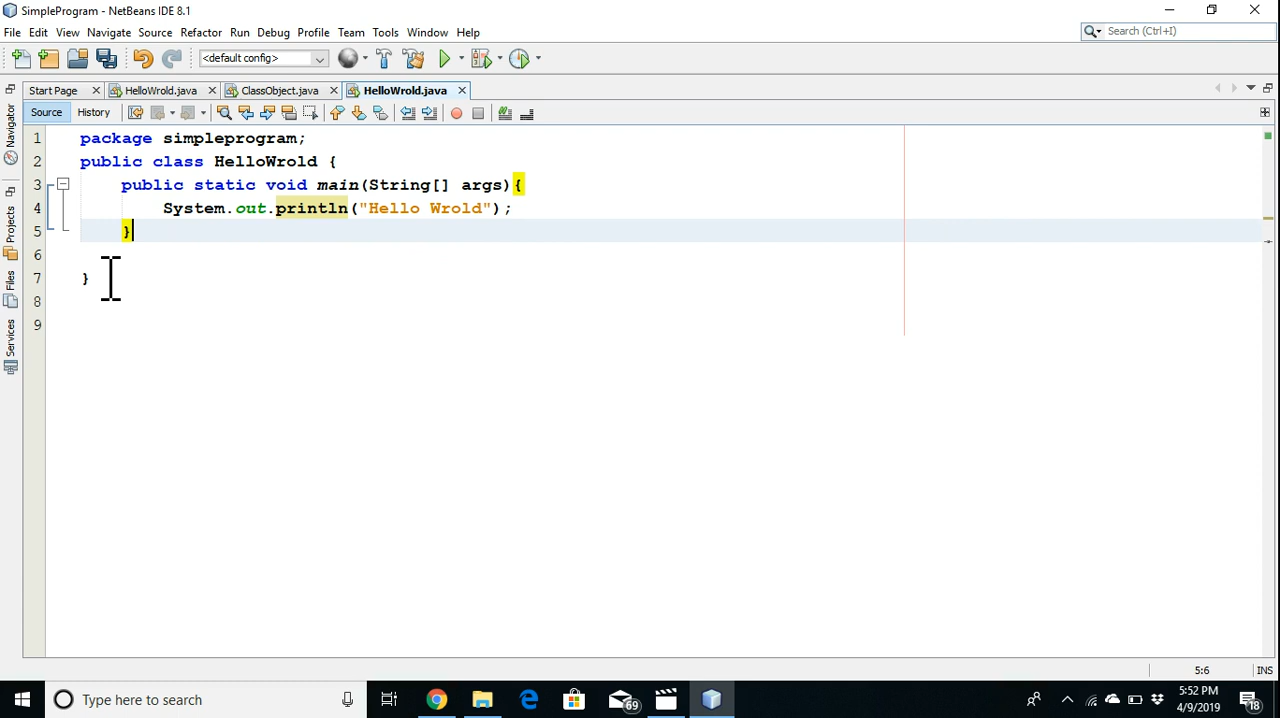 SimpleProgram - NetBeans IDE 8.1
File Edit View Navigate Source Refactor Run Debug Profile Team Tools Window Help
Search (Ctrl+I)
<default config>
Start Page HelloWrold.java ClassObject.java HelloWrold.java
Source History
Navigator
Projects
Files
Services
1 package simpleprogram;
2 public class HelloWrold {
3 public static void main(String[] args){
4 System.out.println("Hello Wrold");
5 }
6
7 }
8
9
5:6 INS
Type here to search
69
5:52 PM
4/9/2019
18